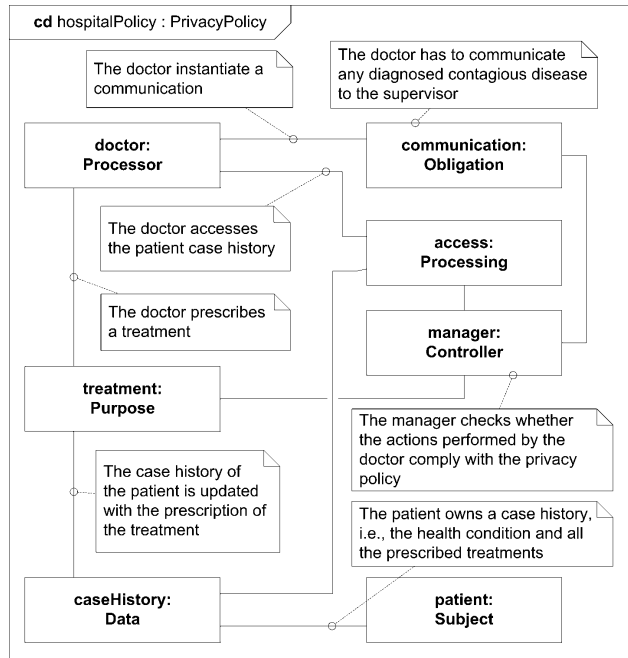 cd hospitalPolicy : PrivacyPolicy
The doctor instantiate a
communication
The doctor has to communicate
any diagnosed contagious disease
to the supervisor
doctor:
Processor
communication:
Obligation
The doctor accesses
the patient case history
access:
Processing
The doctor prescribes
a treatment
manager:
Controller
treatment:
Purpose
The manager checks whether
the actions performed by the
doctor comply with the privacy
policy
The case history of
the patient is updated
with the prescription of
the treatment
The patient owns a case history,
i.e., the health condition and all
the prescribed treatments
caseHistory:
Data
patient:
Subject